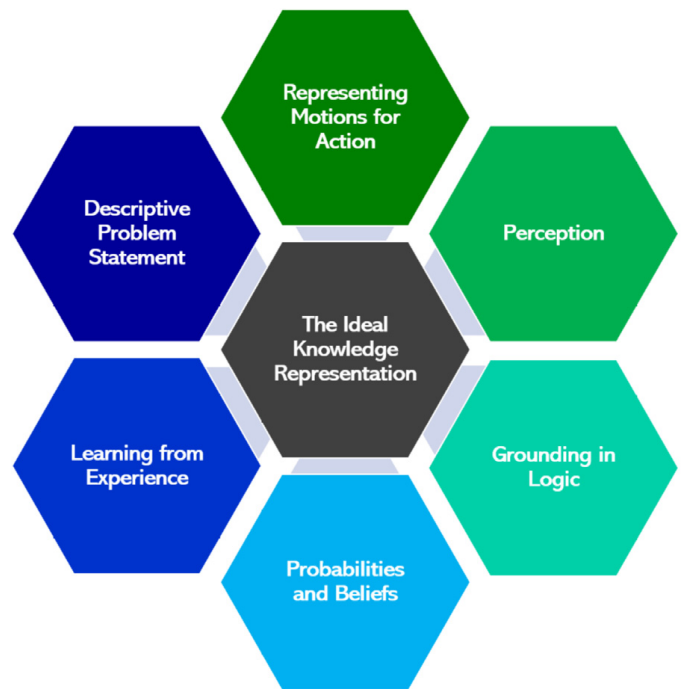 Representing
Motions for
Action
Descriptive
Problem
Statement
Perception
The Ideal
Knowledge
Representation
Learning from
Experience
Grounding in
Logic
Probabilities
and Beliefs